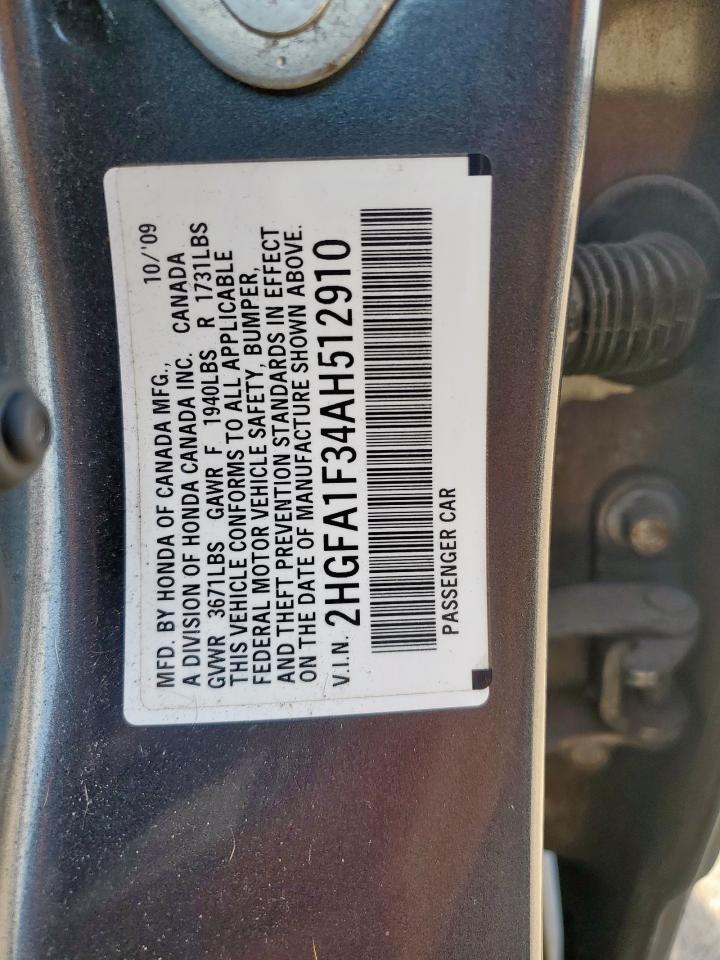 MFD. BY HONDA OF CANADA MFG., 10/'09
A DIVISION OF HONDA CANADA INC. CANADA
GVWR 3671LBS GAWR F 1940LBS R 1731LBS
THIS VEHICLE CONFORMS TO ALL APPLICABLE
FEDERAL MOTOR VEHICLE SAFETY, BUMPER,
AND THEFT PREVENTION STANDARDS IN EFFECT
ON THE DATE OF MANUFACTURE SHOWN ABOVE.
V.I.N. 2HGFA1F34AH512910
PASSENGER CAR